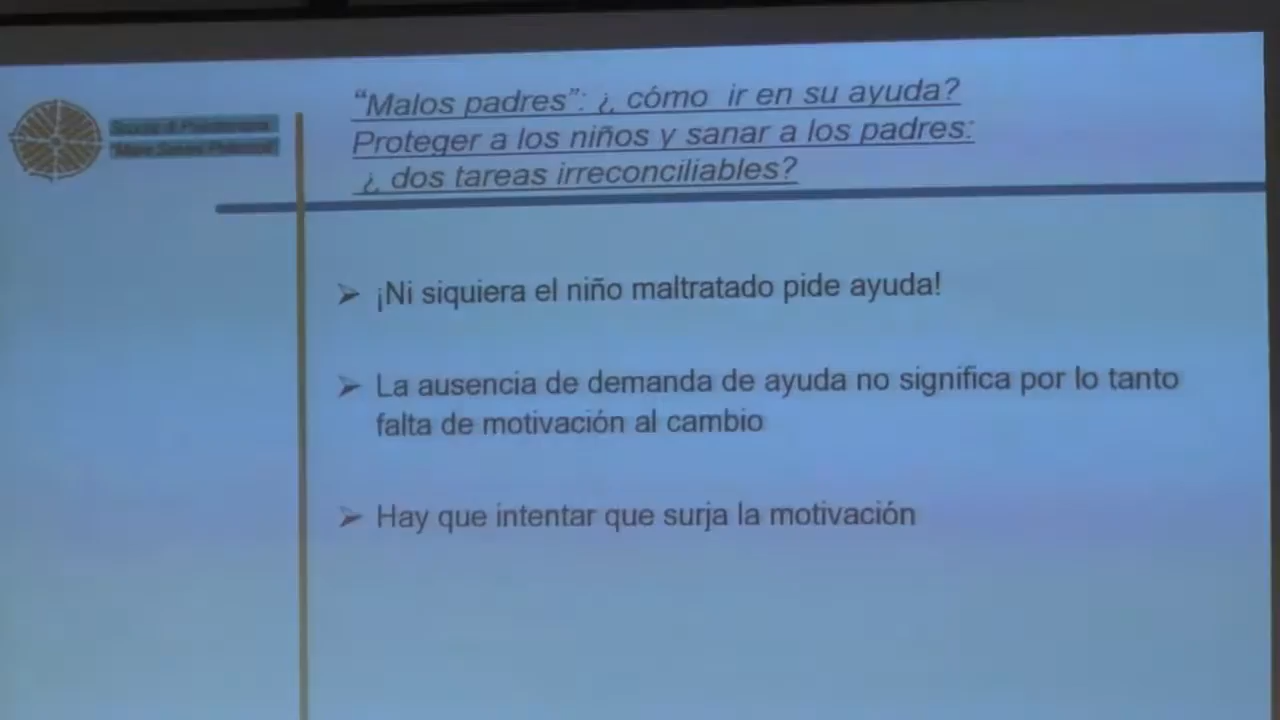 “Malos padres”: ¿ cómo ir en su ayuda?
Proteger a los niños y sanar a los padres:
¿ dos tareas irreconciliables?
➢ ¡Ni siquiera el niño maltratado pide ayuda!
➢ La ausencia de demanda de ayuda no significa por lo tanto
falta de motivación al cambio
➢ Hay que intentar que surja la motivación